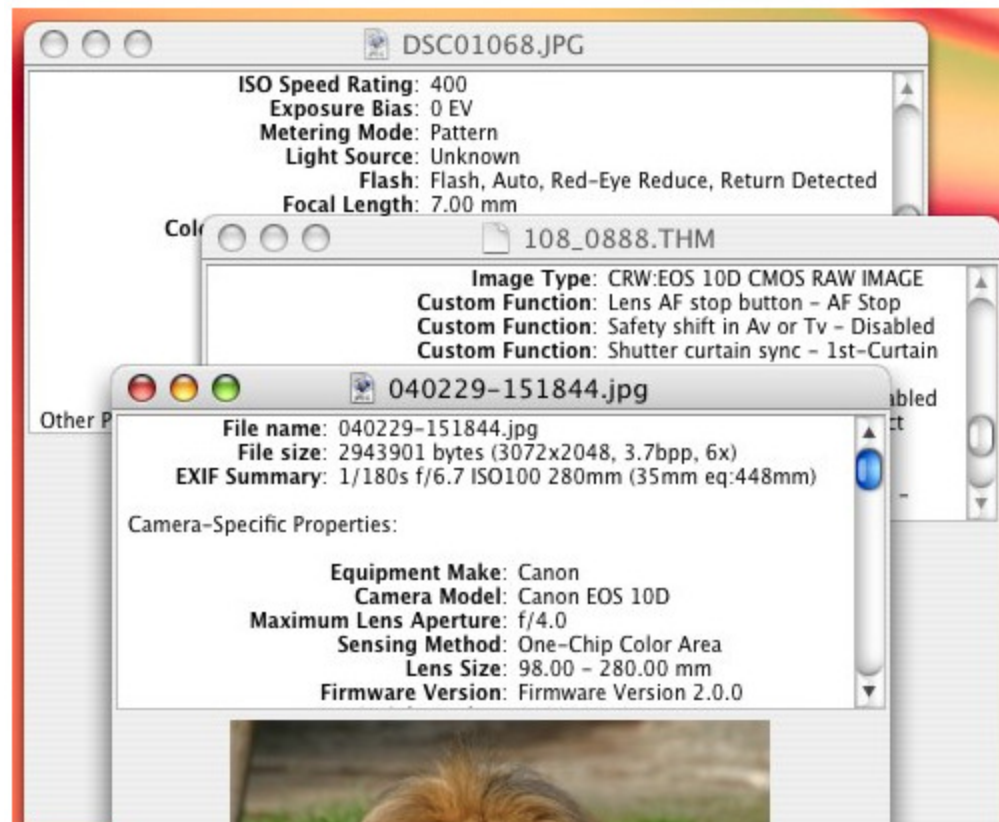 DSC01068.JPG
ISO Speed Rating: 400
Exposure Bias: 0 EV
Metering Mode: Pattern
Light Source: Unknown
Flash: Flash, Auto, Red-Eye Reduce, Return Detected
Focal Length: 7.00 mm
108_0888.THM
Image Type: CRW:EOS 10D CMOS RAW IMAGE
Custom Function: Lens AF stop button – AF Stop
Custom Function: Safety shift in Av or Tv – Disabled
Custom Function: Shutter curtain sync – 1st-Curtain
Other P
040229-151844.jpg
File name: 040229-151844.jpg
File size: 2943901 bytes (3072x2048, 3.7bpp, 6x)
EXIF Summary: 1/180s f/6.7 ISO100 280mm (35mm eq:448mm)
Camera-Specific Properties:
Equipment Make: Canon
Camera Model: Canon EOS 10D
Maximum Lens Aperture: f/4.0
Sensing Method: One-Chip Color Area
Lens Size: 98.00 – 280.00 mm
Firmware Version: Firmware Version 2.0.0